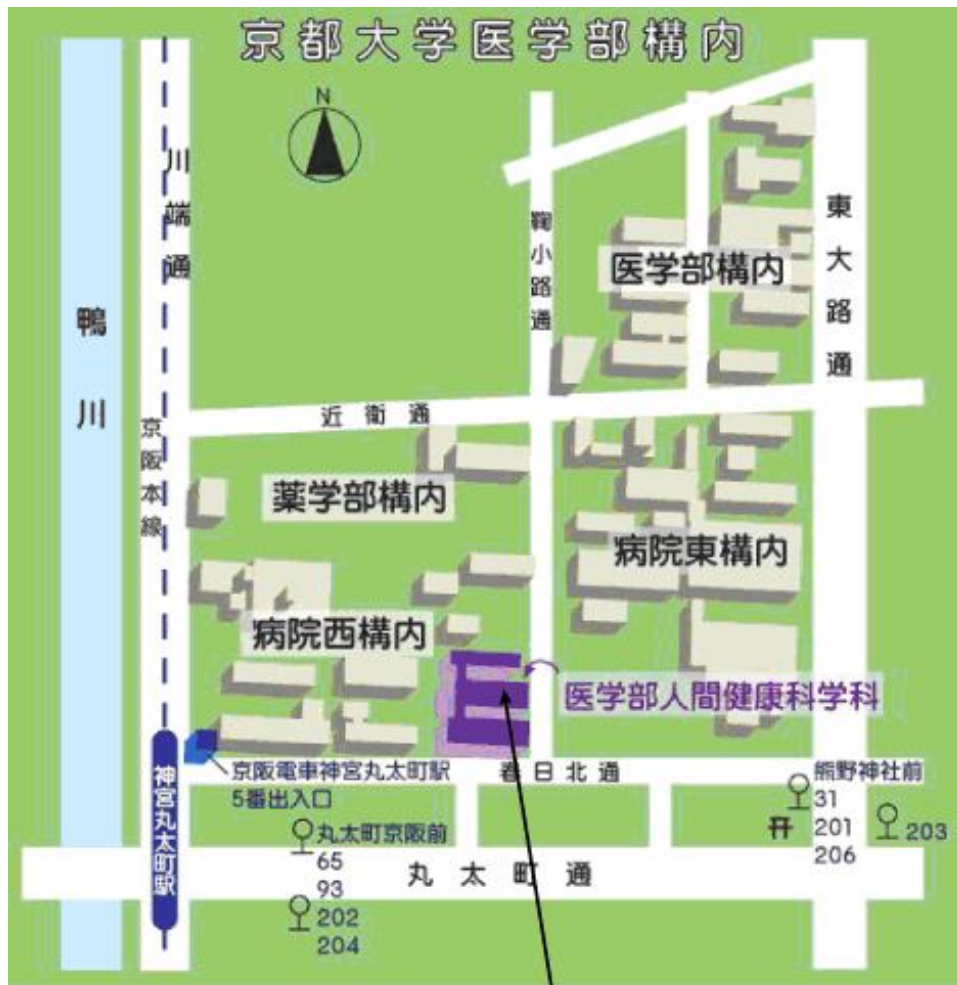 京都大学医学部構内
N
川端通
鞠小路通
東大路通
医学部構内
鴨川
近衛通
京阪本線
薬学部構内
病院東構内
病院西構内
医学部人間健康科学科
神宮丸太町駅
京阪電車神宮丸太町駅
5番出入口
春日北通
熊野神社前
31
201
206
203
丸太町京阪前
65
93
202
204
丸太町通